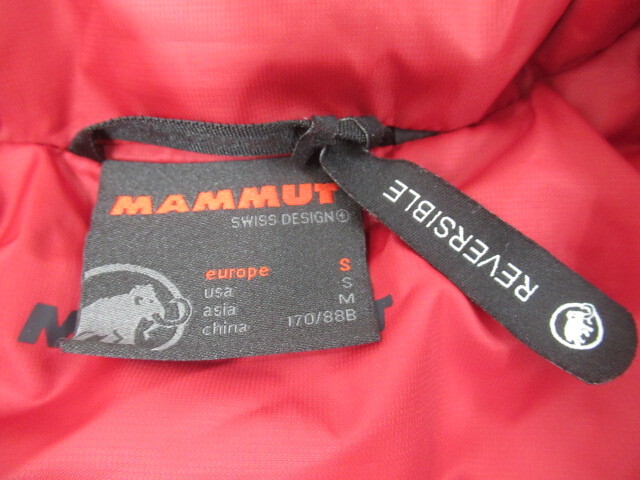 MAMMUT
SWISS DESIGN
europe S
usa S
asia M
china 170/88B
REVERSIBLE